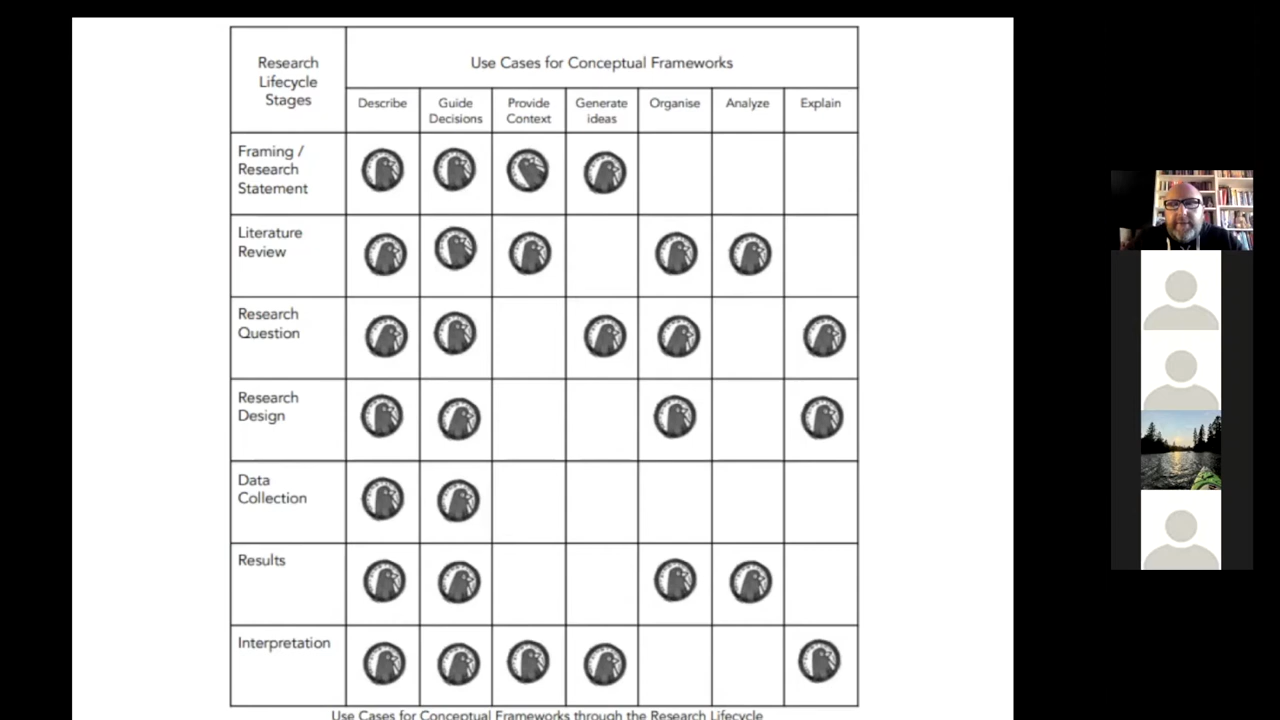 Research
Lifecycle
Stages
Use Cases for Conceptual Frameworks
Describe
Guide
Decisions
Provide
Context
Generate
ideas
Organise
Analyze
Explain
Framing /
Research
Statement
Literature
Review
Research
Question
Research
Design
Data
Collection
Results
Interpretation
Use Cases for Conceptual Frameworks through the Research Lifecycle